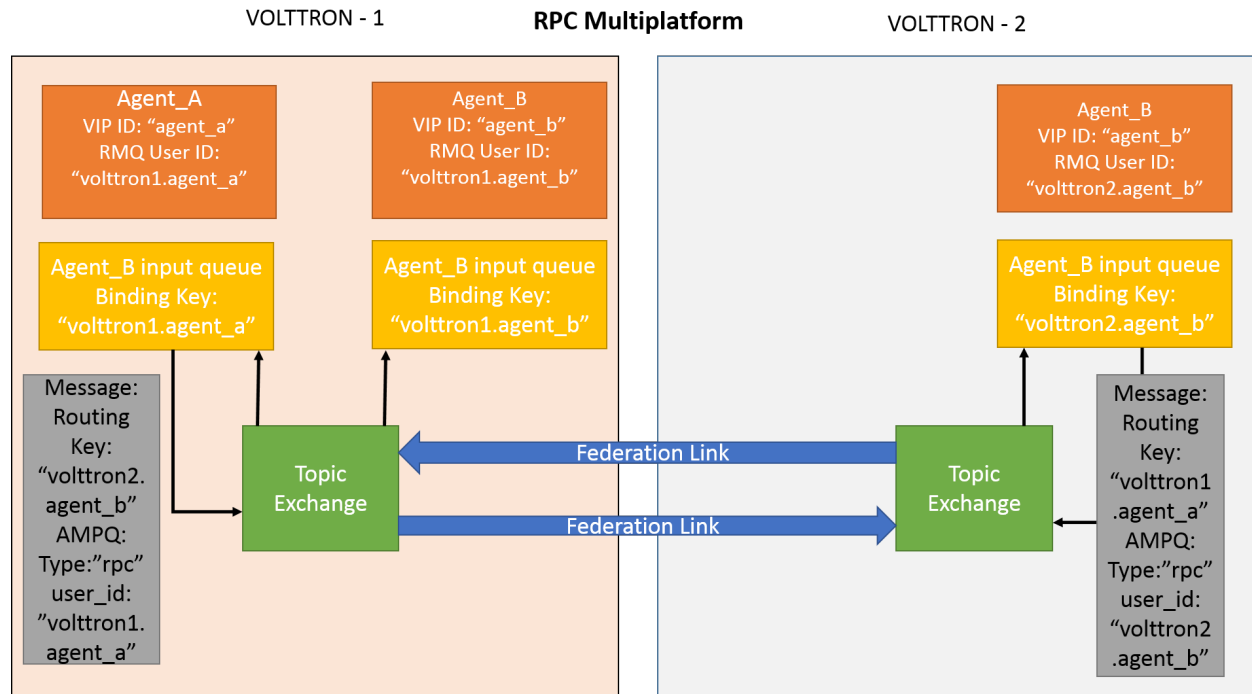 VOLTTRON - 1
RPC Multiplatform
VOLTTRON - 2
Agent_A
VIP ID: “agent_a”
RMQ User ID:
“volttron1.agent_a”
Agent_B
VIP ID: “agent_b”
RMQ User ID:
“volttron1.agent_b”
Agent_B
VIP ID: “agent_b”
RMQ User ID:
“volttron2.agent_b”
Agent_B input queue
Binding Key:
“volttron1.agent_a”
Agent_B input queue
Binding Key:
“volttron1.agent_b”
Agent_B input queue
Binding Key:
“volttron2.agent_b”
Message:
Routing
Key:
“volttron2.
agent_b”
AMPQ:
Type:”rpc”
user_id:
”volttron1.
agent_a”
Topic
Exchange
Federation Link
Federation Link
Topic
Exchange
Message:
Routing
Key:
“volttron1
.agent_a”
AMPQ:
Type:”rpc”
user_id:
“volttron2
.agent_b”